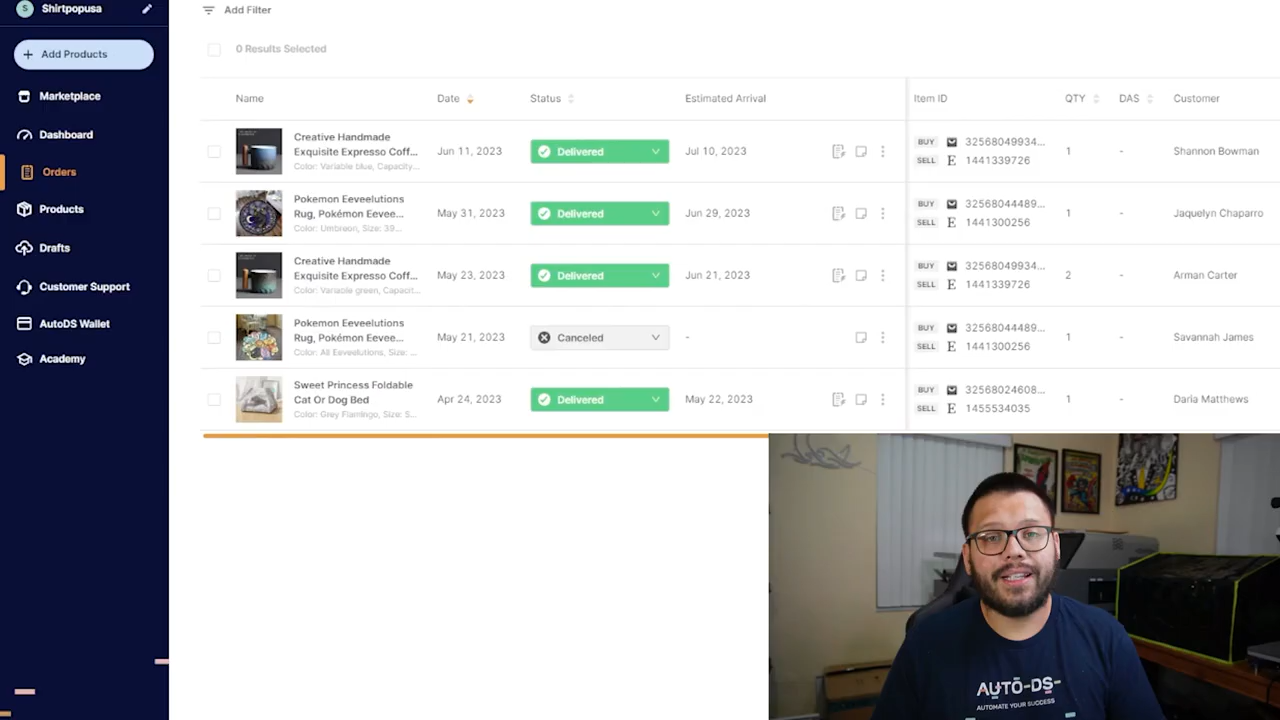 S Shirtpopusa
+ Add Products
Marketplace
Dashboard
Orders
Products
Drafts
Customer Support
AutoDS Wallet
Academy
Add Filter
0 Results Selected
Name Date Status Estimated Arrival Item ID QTY DAS Customer
Creative Handmade
Exquisite Expresso Coff...
Color: Variable blue, Capacity...
Jun 11, 2023 Delivered Jul 10, 2023
BUY 32568049934...
SELL E 1441339726
1 - Shannon Bowman
Pokemon Eeveelutions
Rug, Pokémon Eevee...
Color: Umbreon, Size: 39...
May 31, 2023 Delivered Jun 29, 2023
BUY 32568044489...
SELL E 1441300256
1 - Jaquelyn Chaparro
Creative Handmade
Exquisite Expresso Coff...
Color: Variable green, Capacit...
May 23, 2023 Delivered Jun 21, 2023
BUY 32568049934...
SELL E 1441339726
2 - Arman Carter
Pokemon Eeveelutions
Rug, Pokémon Eevee...
Color: All Eeveelutions, Size: ...
May 21, 2023 Canceled -
BUY 32568044489...
SELL E 1441300256
1 - Savannah James
Sweet Princess Foldable
Cat Or Dog Bed
Color: Grey Flamingo, Size: S...
Apr 24, 2023 Delivered May 22, 2023
BUY 32568024608...
SELL E 1455534035
1 - Daria Matthews
AUTO-DS
AUTOMATE YOUR SUCCESS